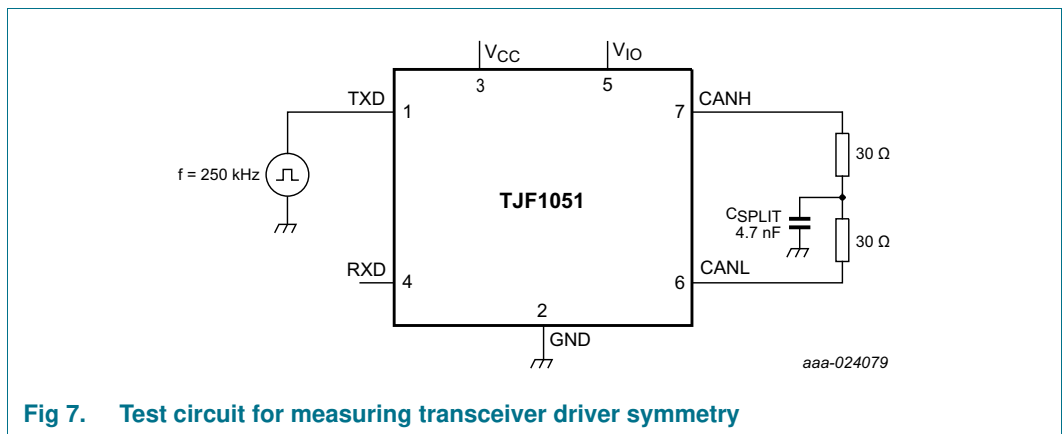 VCC
VIO
3
5
TXD
1
7
CANH
30 Ω
f = 250 kHz
TJF1051
CSPLIT
4.7 nF
30 Ω
RXD
4
6
CANL
2
GND
aaa-024079
Fig 7. Test circuit for measuring transceiver driver symmetry